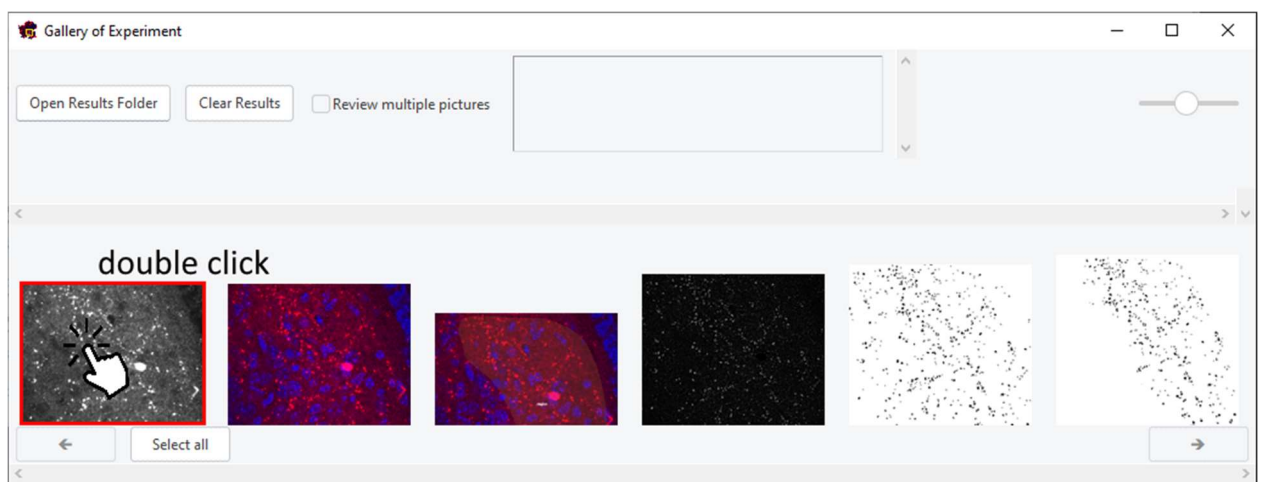 Gallery of Experiment
Open Results Folder
Clear Results
Review multiple pictures
double click
Select all